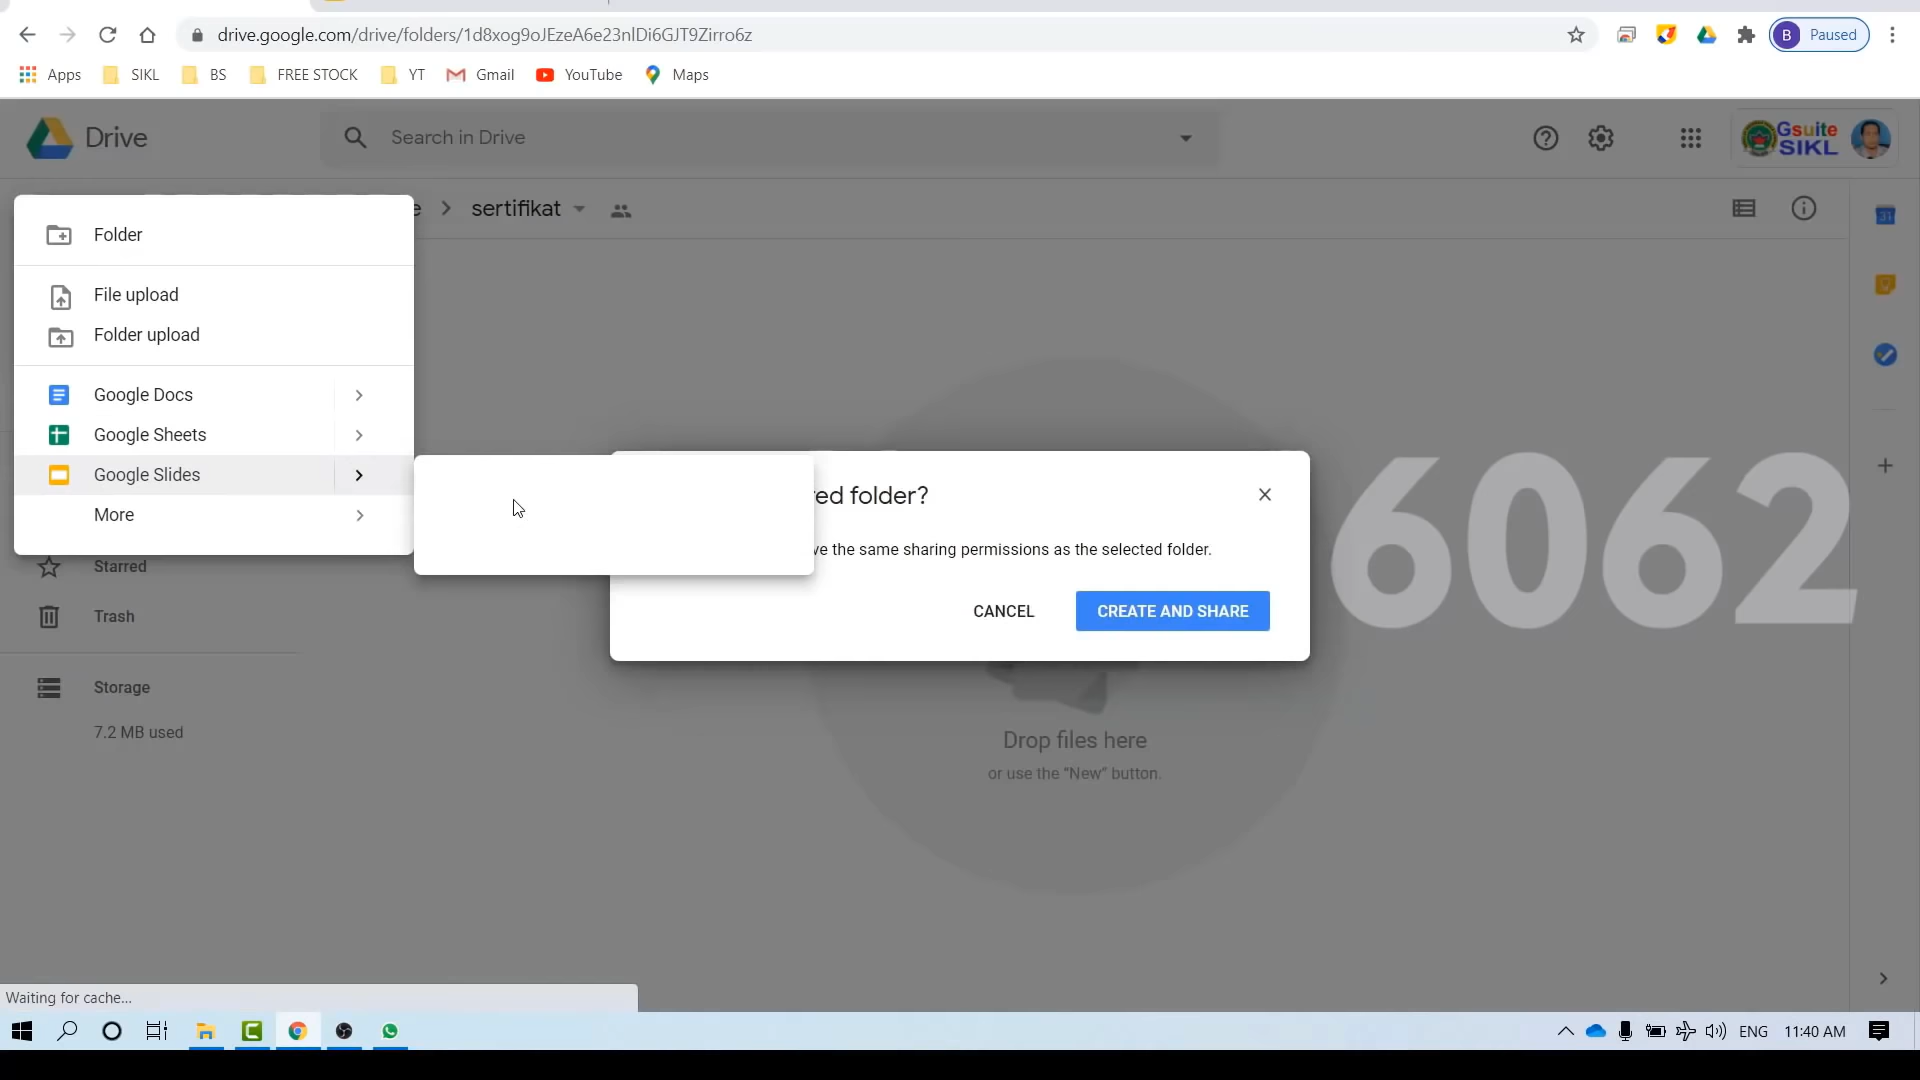 drive.google.com/drive/folders/1d8xog9oJEzeA6e23nlDi6GJT9Zirro6z
B
Paused
Apps
SIKL
BS
FREE STOCK
YT
Gmail
YouTube
Maps
Drive
Search in Drive
Gsuite
SIKL
e
sertifikat
31
Folder
File upload
Folder upload
Google Docs
Google Sheets
Google Slides
More
red folder?
ve the same sharing permissions as the selected folder.
CANCEL
CREATE AND SHARE
6062
Starred
Trash
Storage
7.2 MB used
Drop files here
or use the “New” button.
Waiting for cache...
ENG
11:40 AM